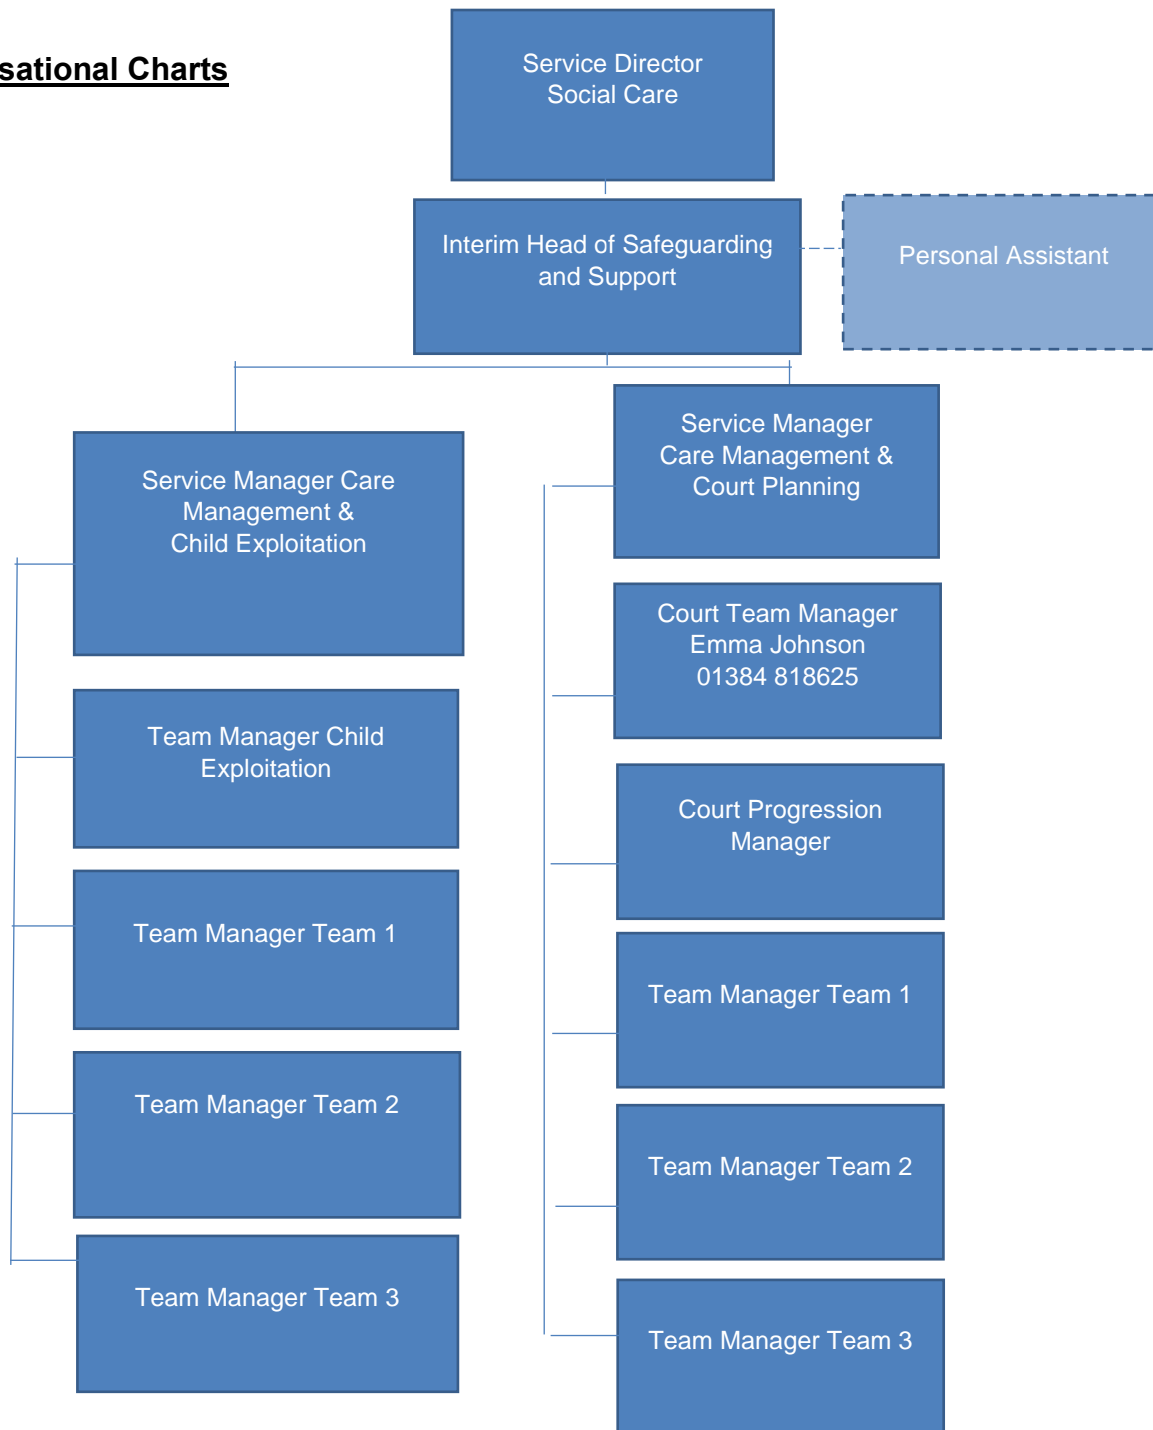 sational Charts
Service Director
Social Care
Interim Head of Safeguarding
and Support
Personal Assistant
Service Manager Care
Management &
Child Exploitation
Team Manager Child
Exploitation
Team Manager Team 1
Team Manager Team 2
Team Manager Team 3
Service Manager
Care Management &
Court Planning
Court Team Manager
Emma Johnson
01384 818625
Court Progression
Manager
Team Manager Team 1
Team Manager Team 2
Team Manager Team 3